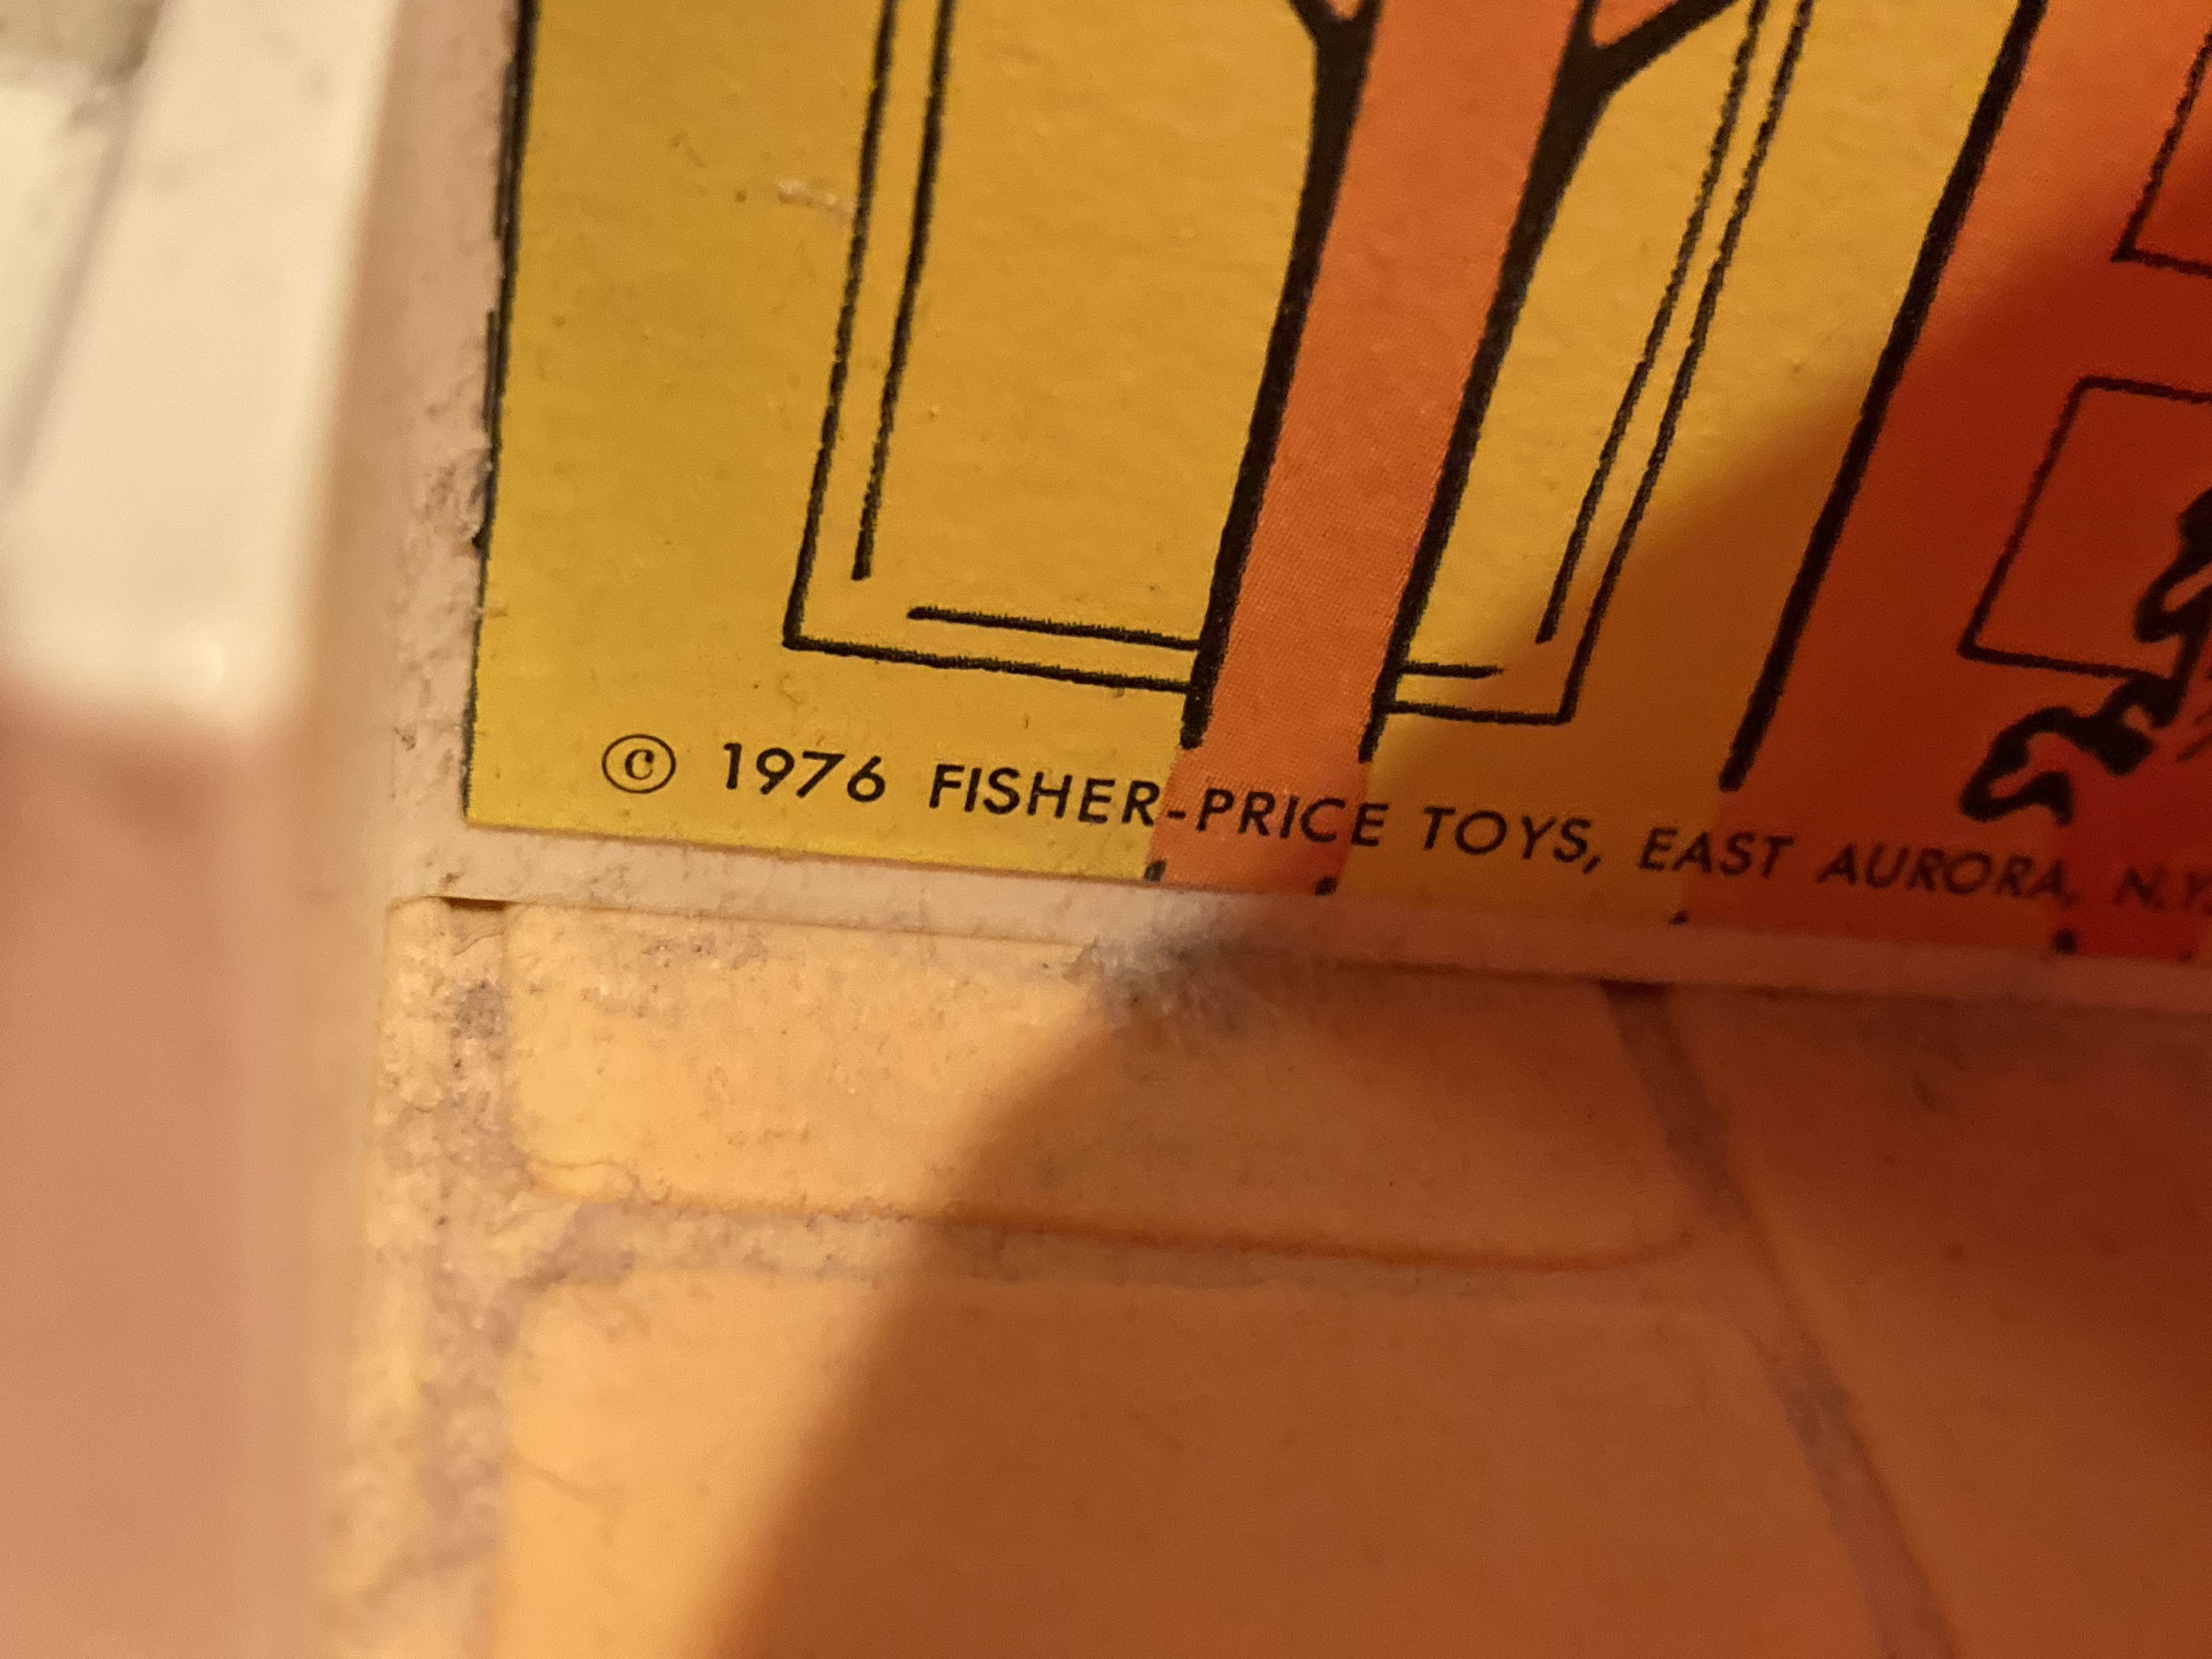 © 1976 FISHER-PRICE TOYS, EAST AURORA, N.Y.